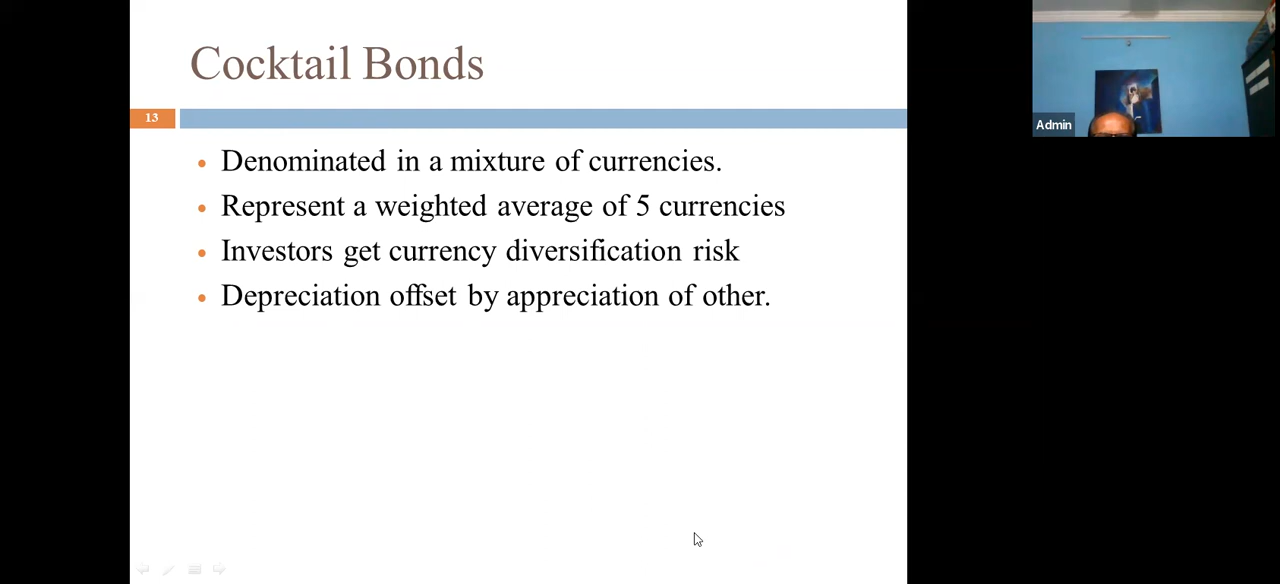 Cocktail Bonds
13
Denominated in a mixture of currencies.
Represent a weighted average of 5 currencies
Investors get currency diversification risk
Depreciation offset by appreciation of other.
Admin